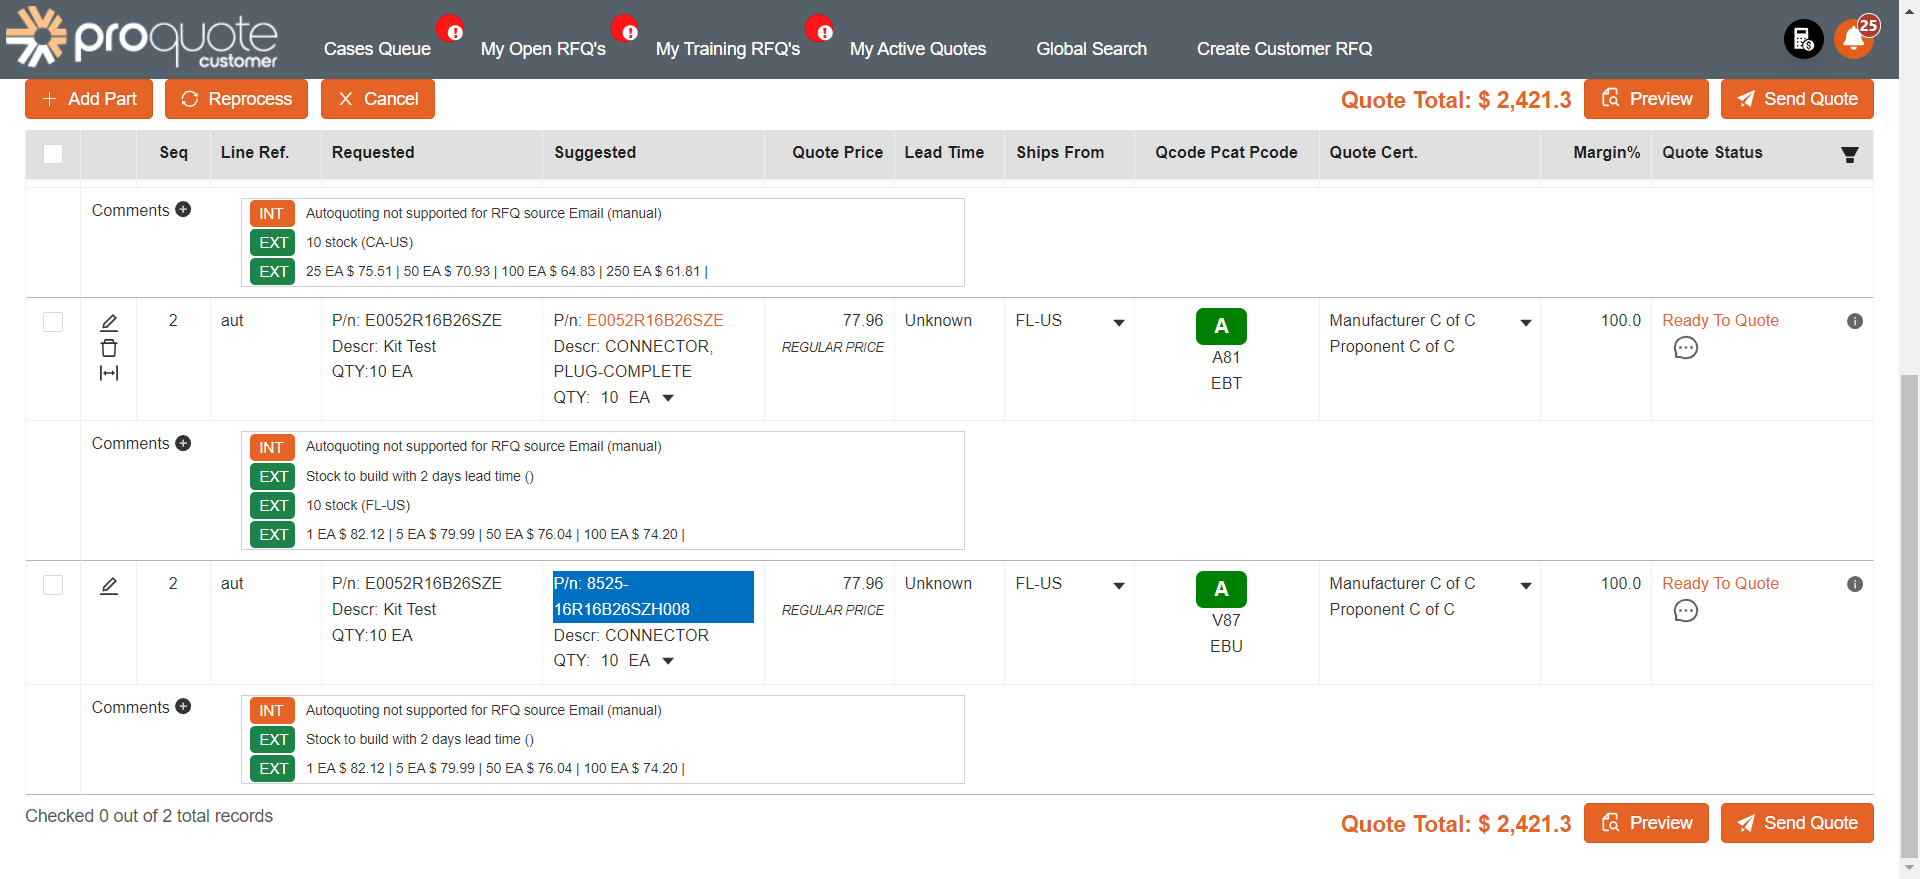 proquote
customer
Cases Queue
My Open RFQ's
My Training RFQ's
My Active Quotes
Global Search
Create Customer RFQ
25
Add Part
Reprocess
Cancel
Quote Total: $ 2,421.3
Preview
Send Quote
Seq
Line Ref.
Requested
Suggested
Quote Price
Lead Time
Ships From
Qcode Pcat Pcode
Quote Cert.
Margin%
Quote Status
Comments
INT Autoquoting not supported for RFQ source Email (manual)
EXT 10 stock (CA-US)
EXT 25 EA $ 75.51 | 50 EA $ 70.93 | 100 EA $ 64.83 | 250 EA $ 61.81 |
2
aut
P/n: E0052R16B26SZE
Descr: Kit Test
QTY:10 EA
P/n: E0052R16B26SZE
Descr: CONNECTOR,
PLUG-COMPLETE
QTY: 10 EA
77.96
REGULAR PRICE
Unknown
FL-US
A
A81
EBT
Manufacturer C of C
Proponent C of C
100.0
Ready To Quote
Comments
INT Autoquoting not supported for RFQ source Email (manual)
EXT Stock to build with 2 days lead time ()
EXT 10 stock (FL-US)
EXT 1 EA $ 82.12 | 5 EA $ 79.99 | 50 EA $ 76.04 | 100 EA $ 74.20 |
2
aut
P/n: E0052R16B26SZE
Descr: Kit Test
QTY:10 EA
P/n: 8525-
16R16B26SZH008
Descr: CONNECTOR
QTY: 10 EA
77.96
REGULAR PRICE
Unknown
FL-US
A
V87
EBU
Manufacturer C of C
Proponent C of C
100.0
Ready To Quote
Comments
INT Autoquoting not supported for RFQ source Email (manual)
EXT Stock to build with 2 days lead time ()
EXT 1 EA $ 82.12 | 5 EA $ 79.99 | 50 EA $ 76.04 | 100 EA $ 74.20 |
Checked 0 out of 2 total records
Quote Total: $ 2,421.3
Preview
Send Quote